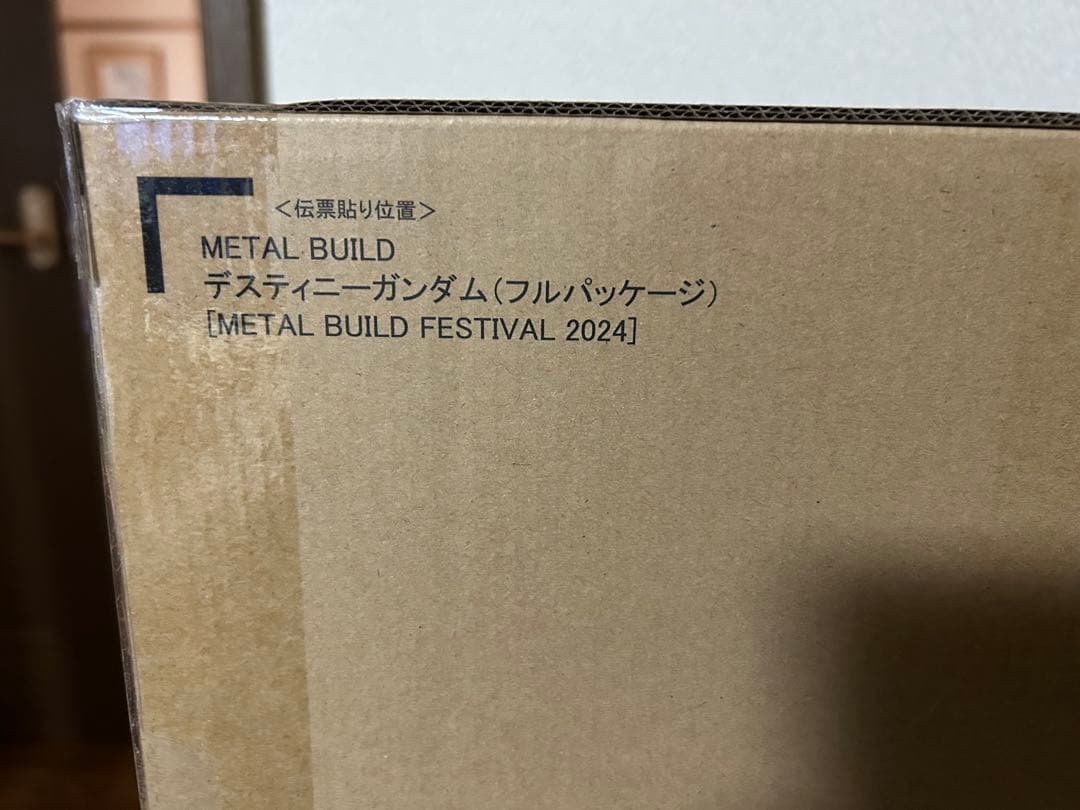 <伝票貼り位置>
METAL BUILD
デスティニーガンダム(フルパッケージ)
[METAL BUILD FESTIVAL 2024]